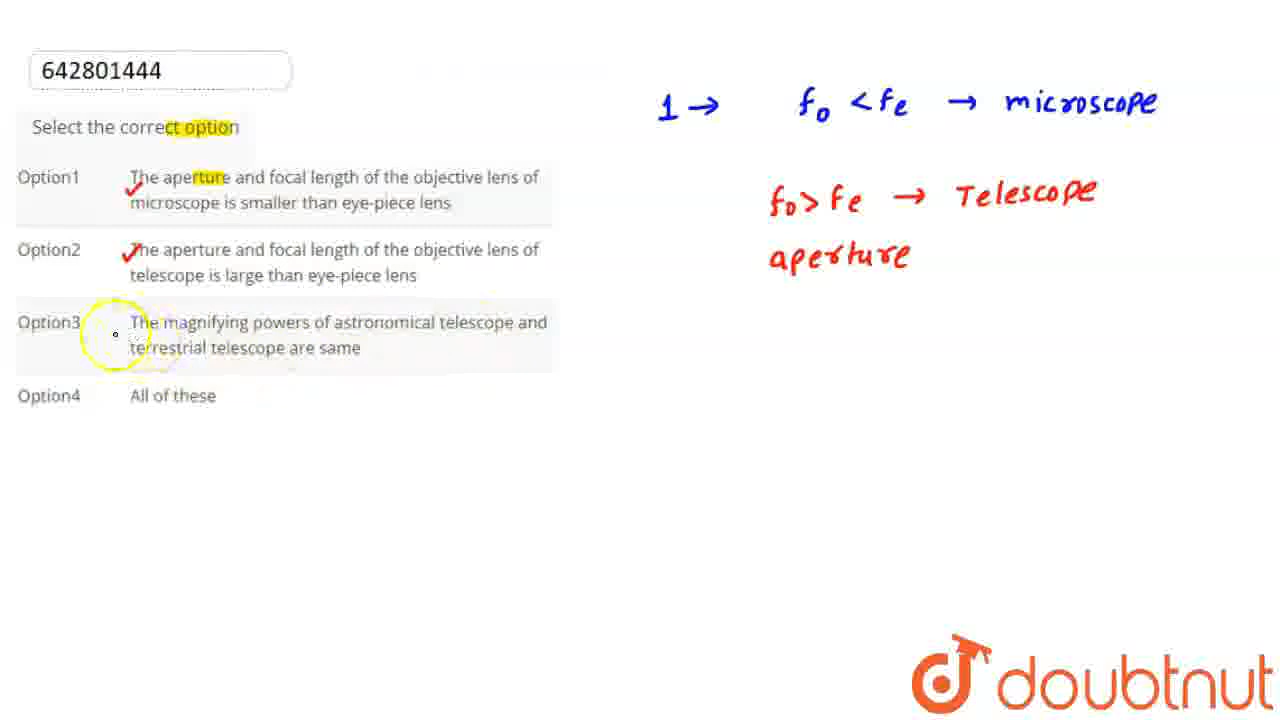 642801444
Select the correct option
Option1 The aperture and focal length of the objective lens of
microscope is smaller than eye-piece lens
Option2 The aperture and focal length of the objective lens of
telescope is large than eye-piece lens
Option3 The magnifying powers of astronomical telescope and
terrestrial telescope are same
Option4 All of these
1 → fo < fe → microscope
fo > fe → Telescope
aperture
doubtnut